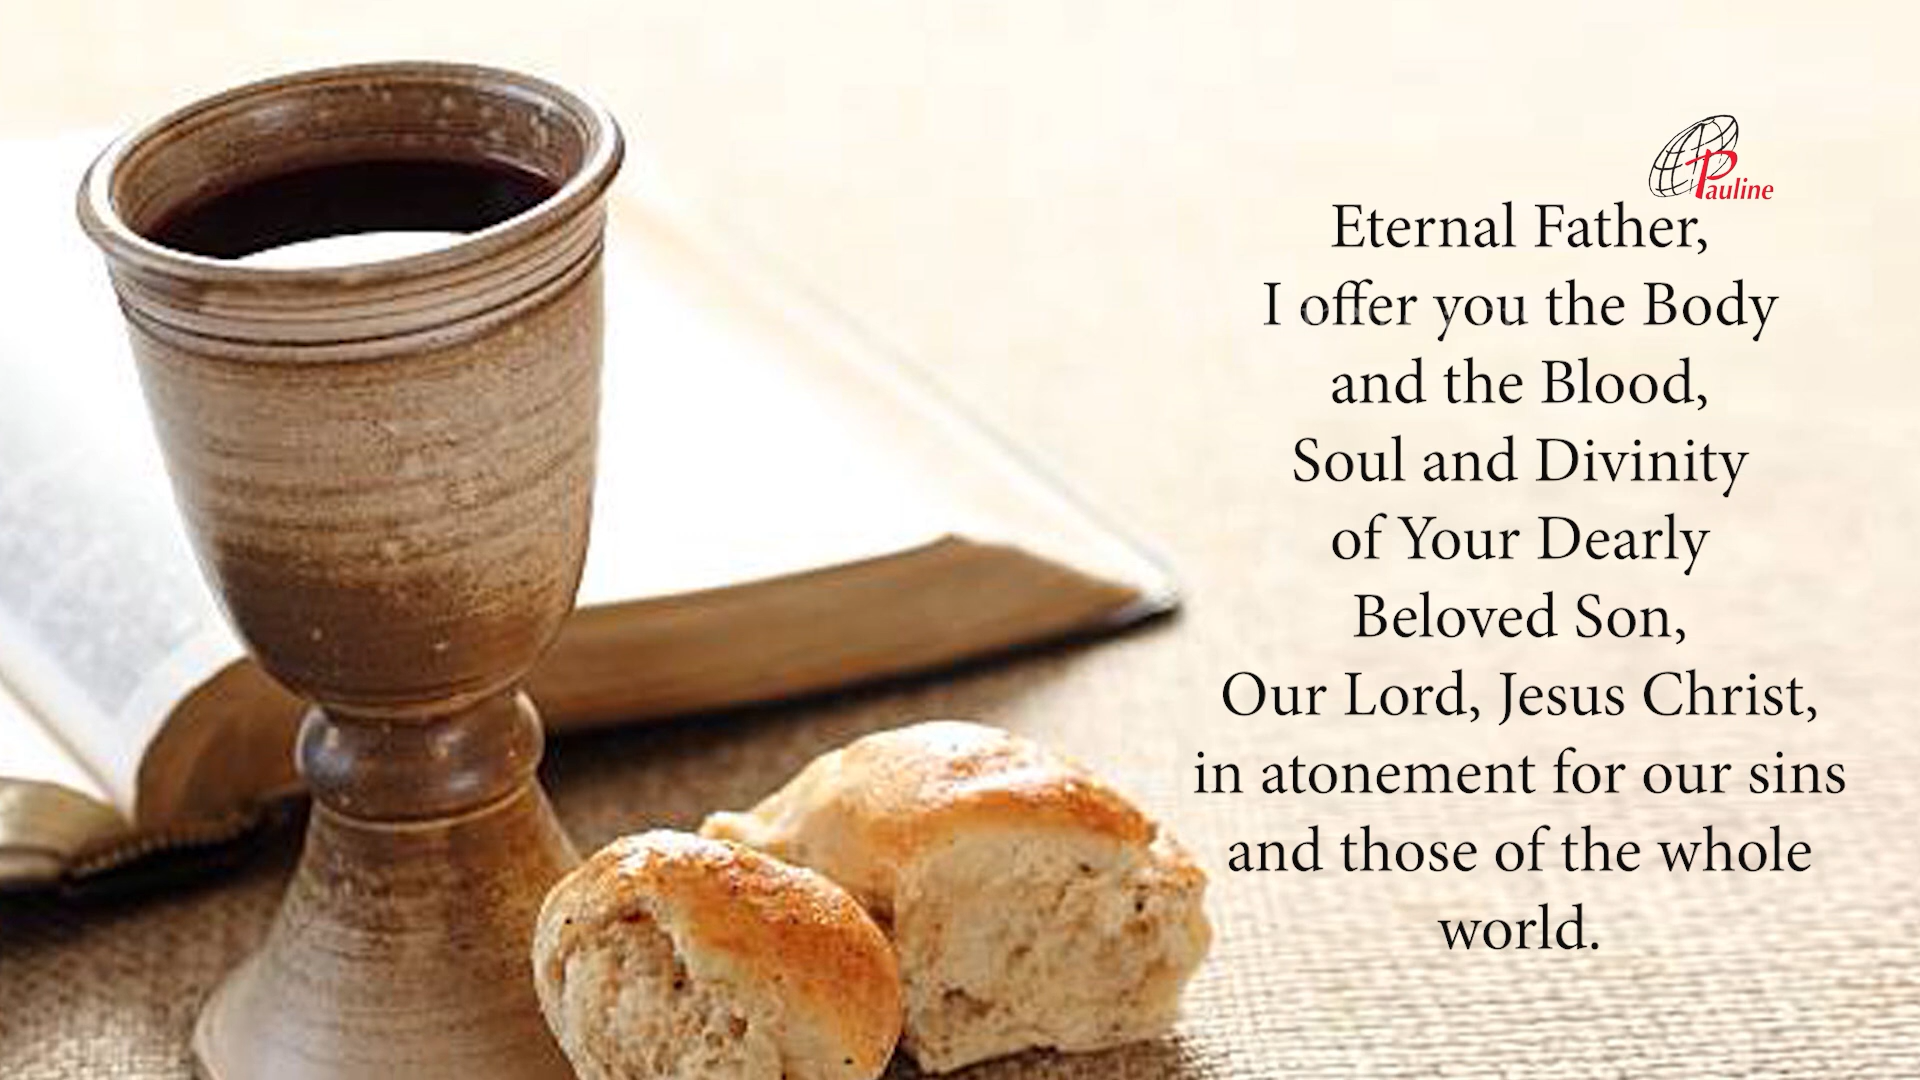 Pauline
Eternal Father,
I offer you the Body
and the Blood,
Soul and Divinity
of Your Dearly
Beloved Son,
Our Lord, Jesus Christ,
in atonement for our sins
and those of the whole
world.